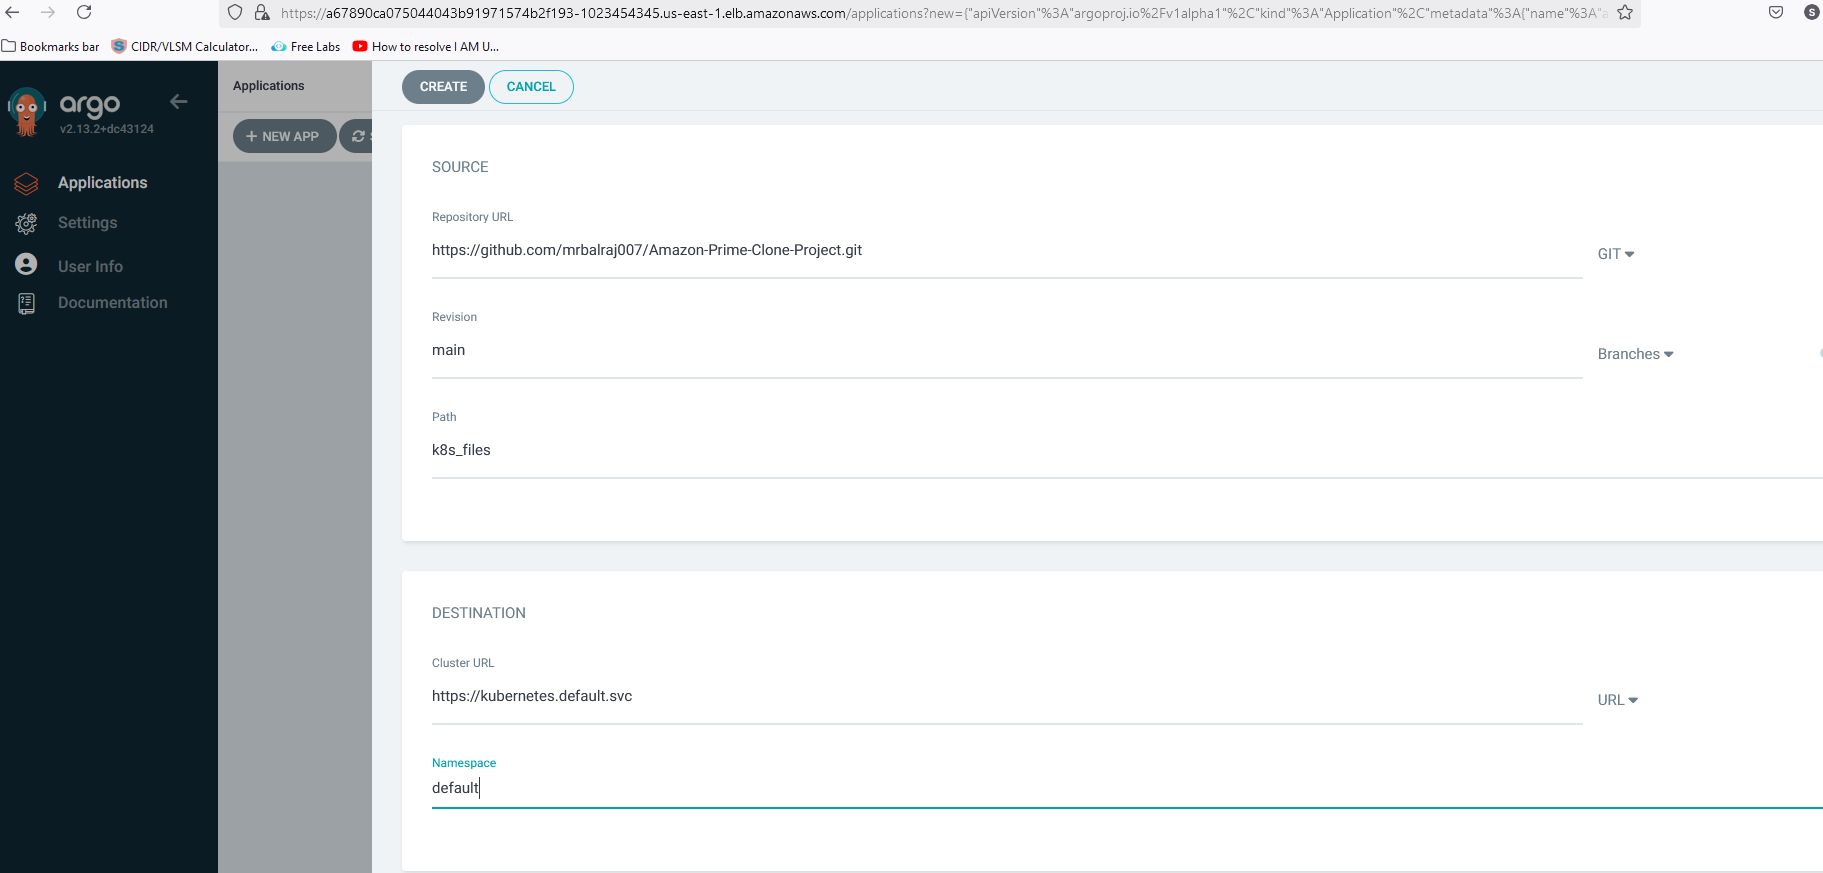 https://a67890ca075044043b91971574b2f193-1023454345.us-east-1.elb.amazonaws.com/applications?new={"apiVersion"%3A"argoproj.io%2Fv1alpha1"%2C"kind"%3A"Application"%2C"metadata"%3A{"name"%3A"a
S
Bookmarks bar
CIDR/VLSM Calculator...
Free Labs
How to resolve I AM U...
argo
v2.13.2+dc43124
Applications
Settings
User Info
Documentation
Applications
+ NEW APP
CREATE
CANCEL
SOURCE
Repository URL
https://github.com/mrbalraj007/Amazon-Prime-Clone-Project.git
GIT
Revision
main
Branches
Path
k8s_files
DESTINATION
Cluster URL
https://kubernetes.default.svc
URL
Namespace
default